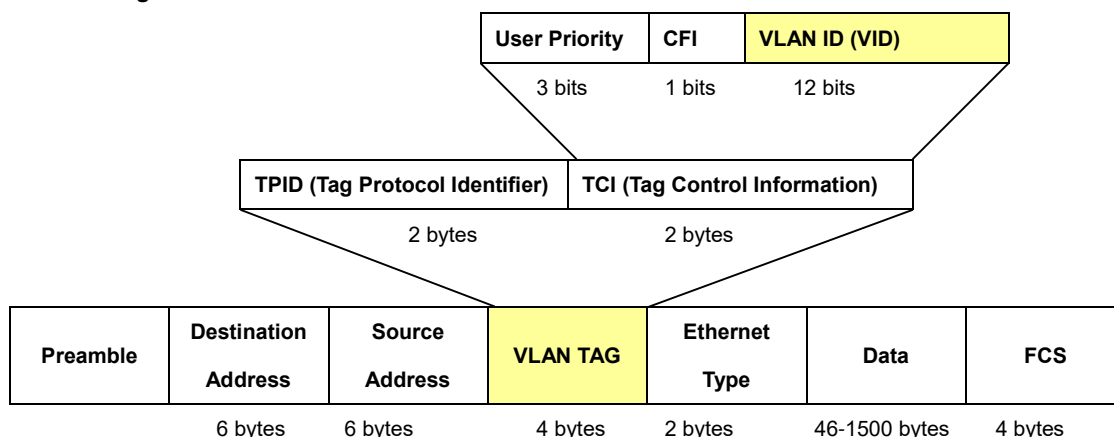 User Priority CFI VLAN ID (VID)
3 bits 1 bits 12 bits
TPID (Tag Protocol Identifier) TCI (Tag Control Information)
2 bytes 2 bytes
Preamble Destination Address Source Address VLAN TAG Ethernet Type Data FCS
6 bytes 6 bytes 4 bytes 2 bytes 46-1500 bytes 4 bytes